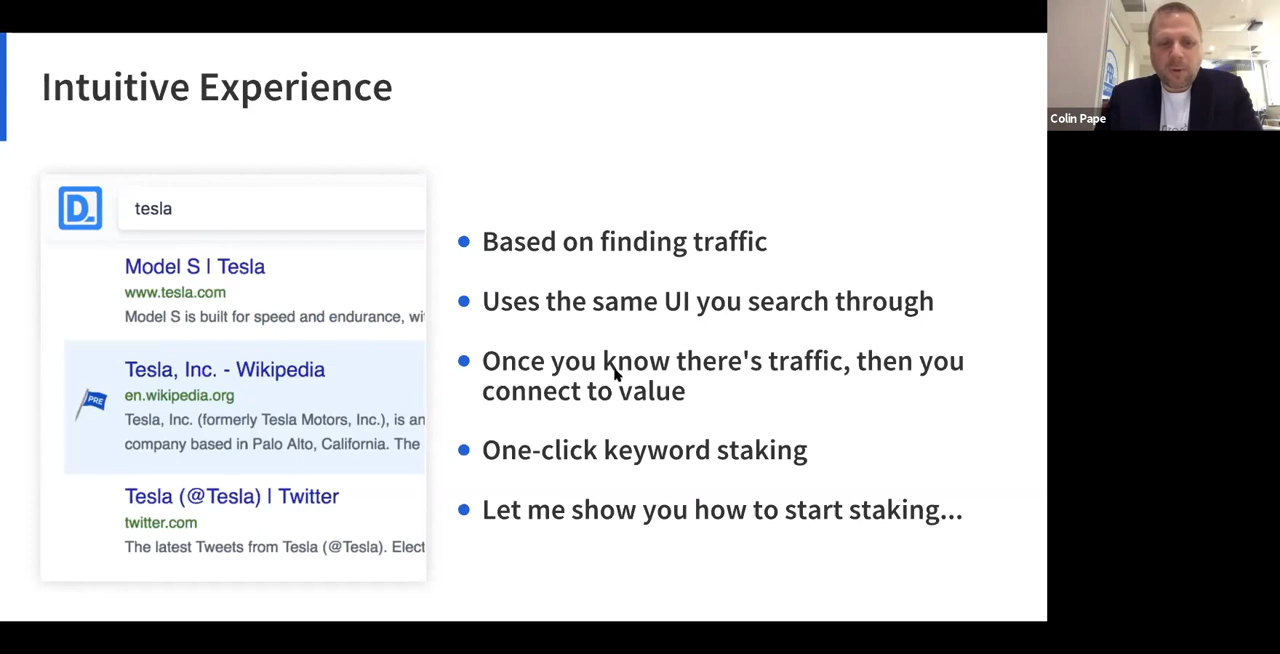 Intuitive Experience
D.
tesla
Model S | Tesla
www.tesla.com
Model S is built for speed and endurance, wi
PRE
Tesla, Inc. - Wikipedia
en.wikipedia.org
Tesla, Inc. (formerly Tesla Motors, Inc.), is an
company based in Palo Alto, California. The
Tesla (@Tesla) | Twitter
twitter.com
The latest Tweets from Tesla (@Tesla). Elect
Based on finding traffic
Uses the same UI you search through
Once you know there's traffic, then you
connect to value
One-click keyword staking
Let me show you how to start staking...
Colin Pape